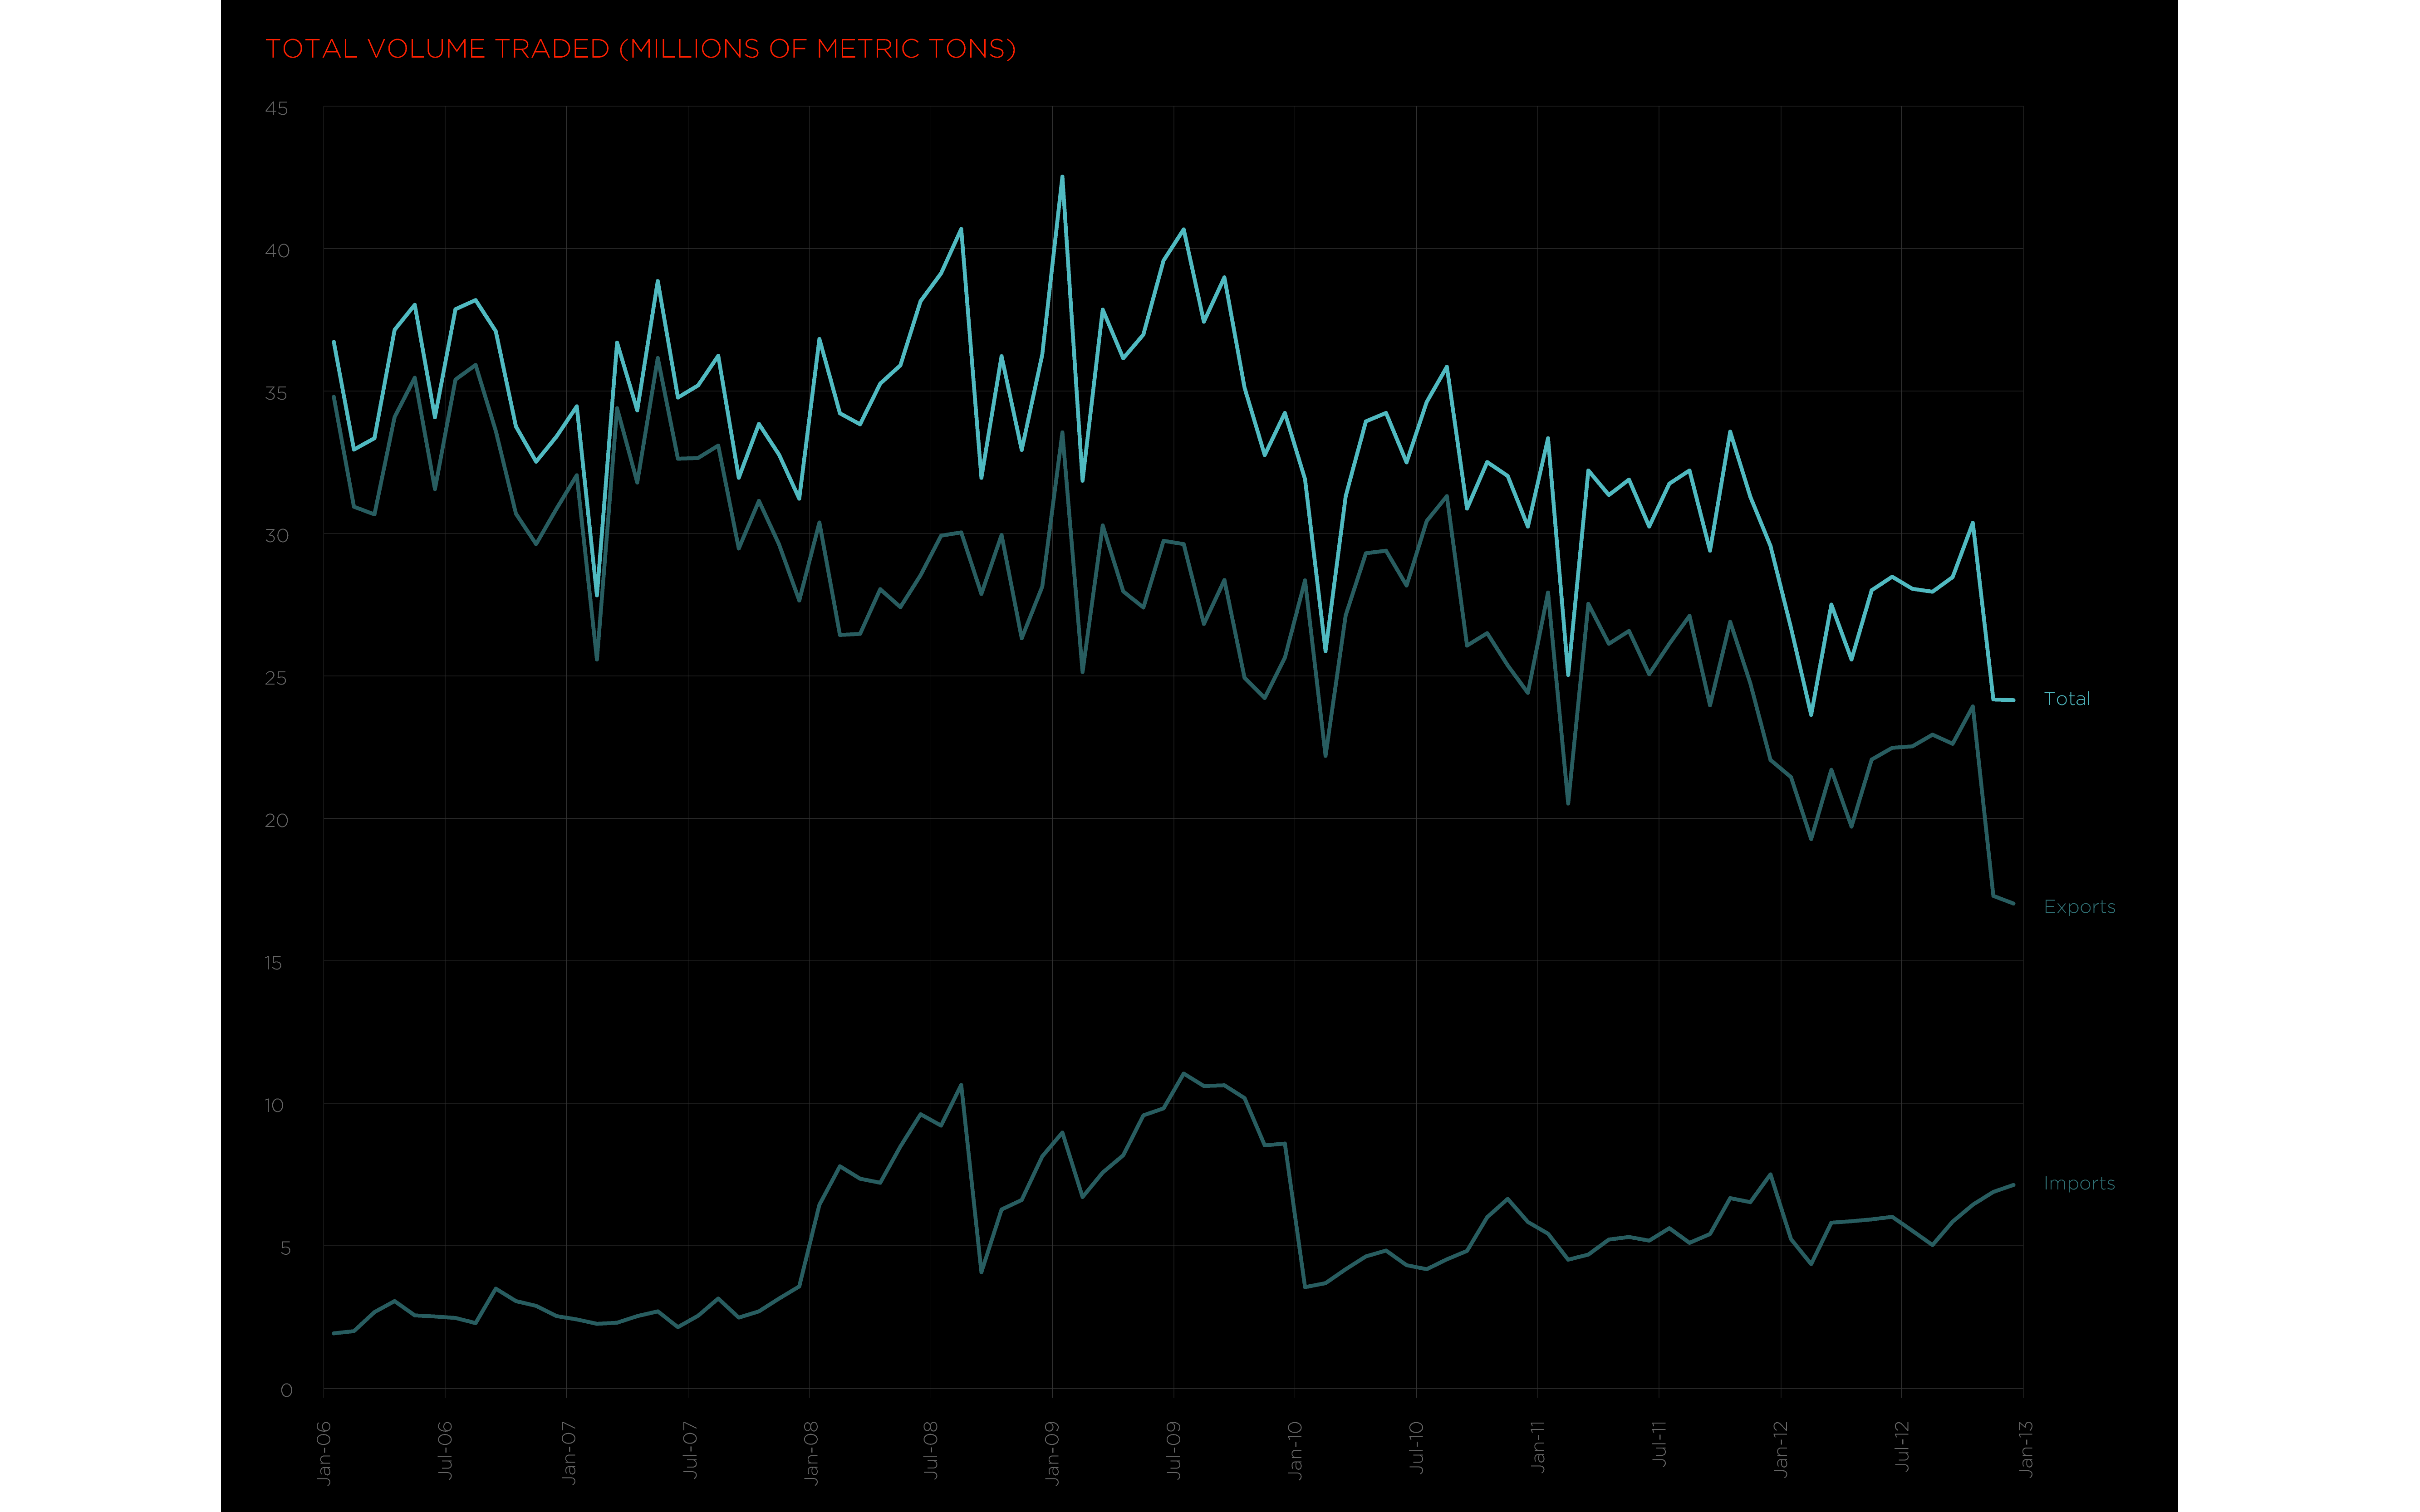 TOTAL VOLUME TRADED (MILLIONS OF METRIC TONS)
45
40
35
30
25
20
15
10
5
0
Total
Exports
Imports
Jan-06
Jul-06
Jan-07
Jul-07
Jan-08
Jul-08
Jan-09
Jul-09
Jan-10
Jul-10
Jan-11
Jul-11
Jan-12
Jul-12
Jan-13